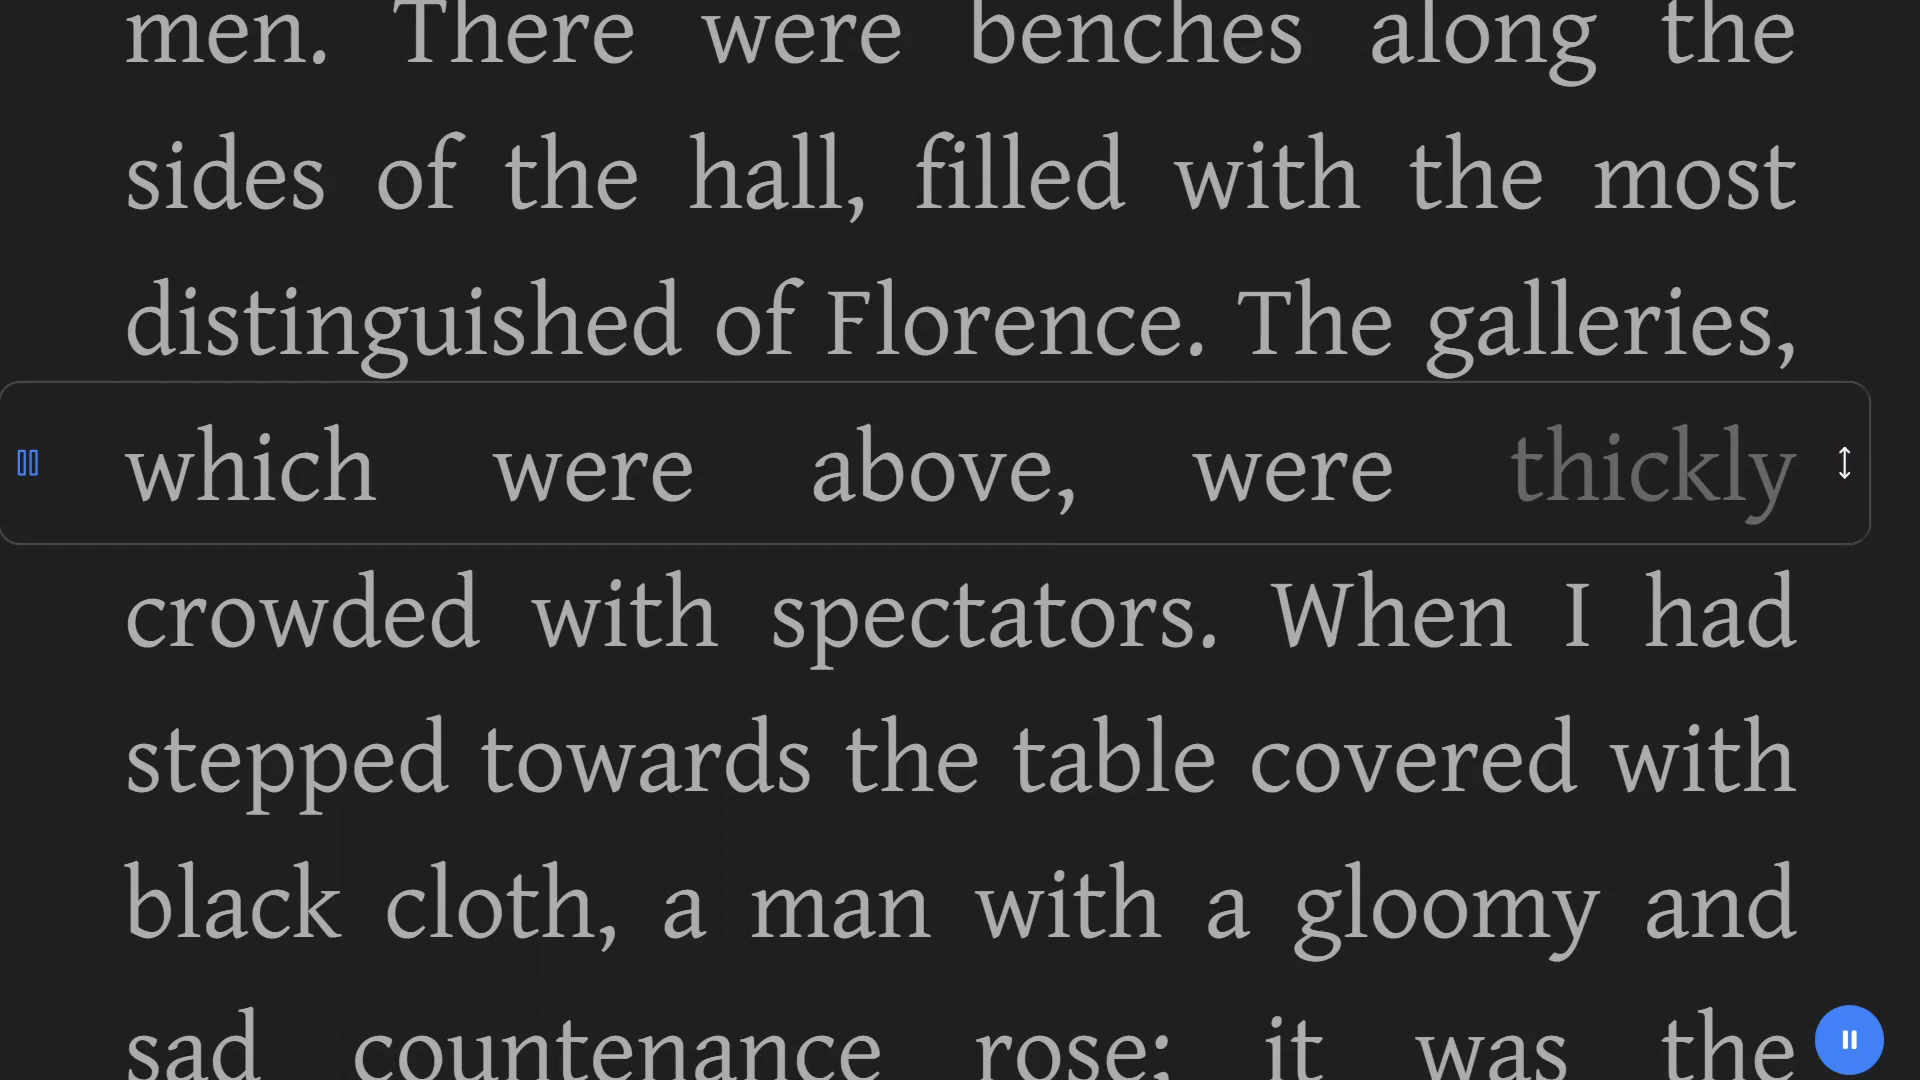 men. There were benches along the
sides of the hall, filled with the most
distinguished of Florence. The galleries,
which were above, were thickly
crowded with spectators. When I had
stepped towards the table covered with
black cloth, a man with a gloomy and
sad countenance rose; it was the